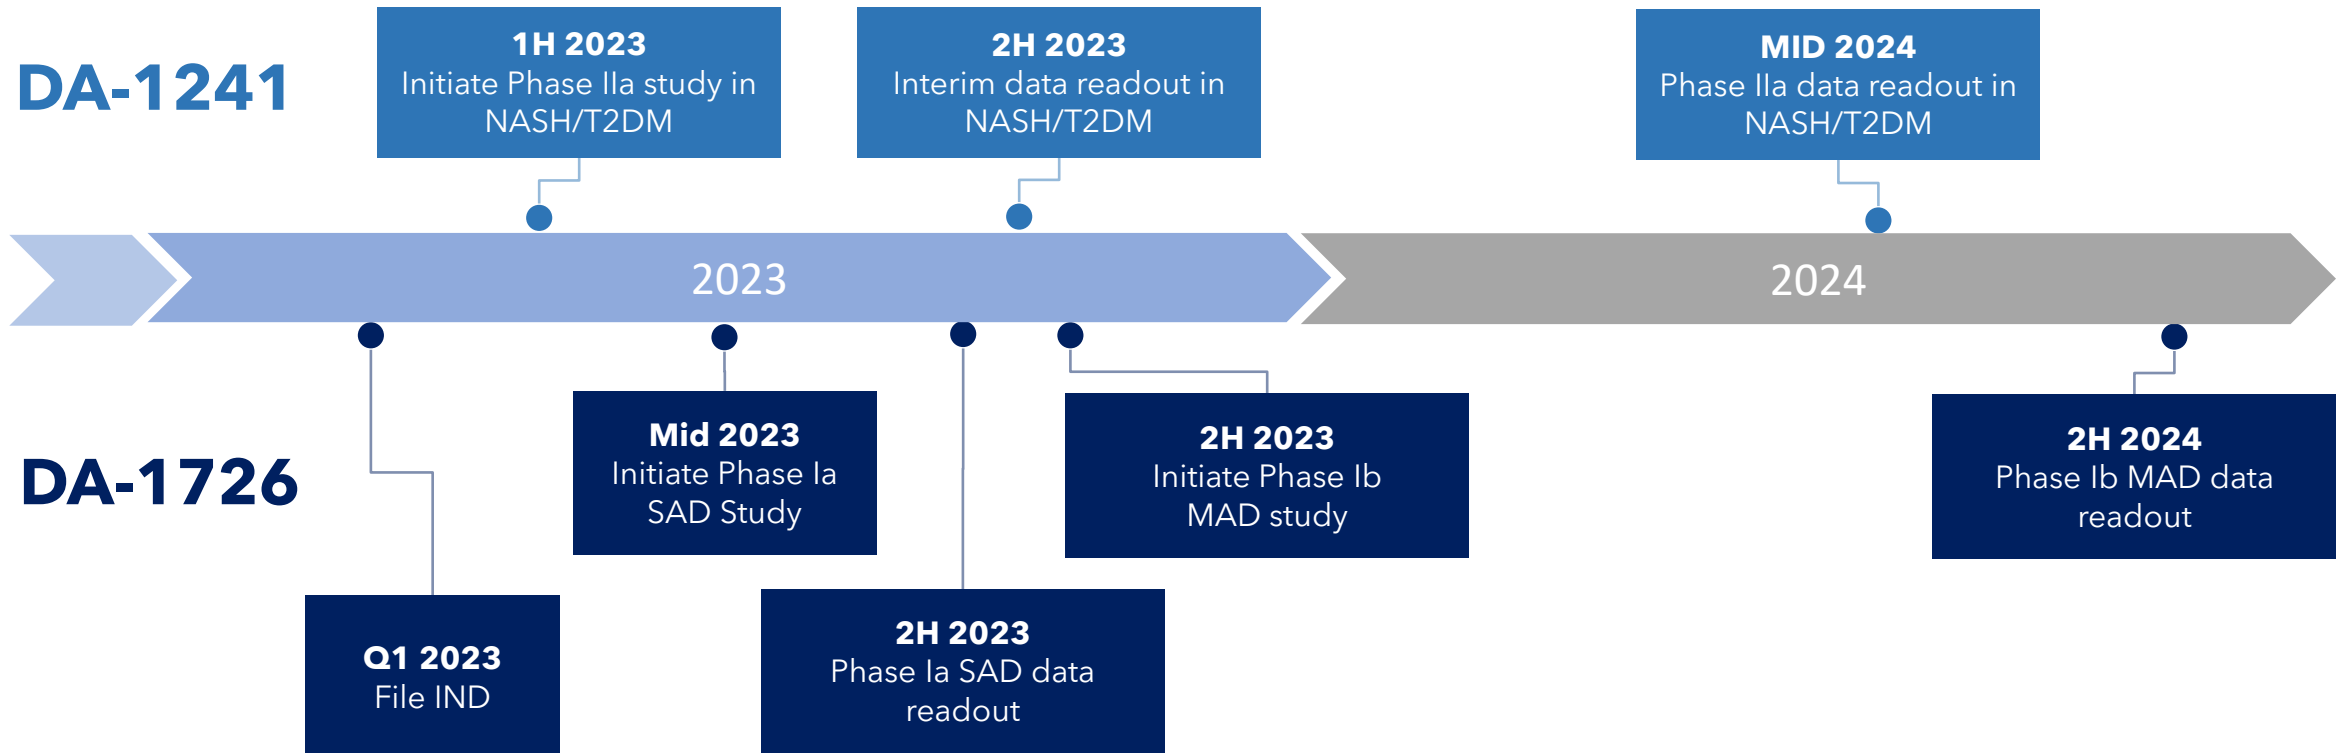 DA-1241
1H 2023
Initiate Phase IIa study in
NASH/T2DM
2H 2023
Interim data readout in
NASH/T2DM
MID 2024
Phase IIa data readout in
NASH/T2DM
2023
2024
DA-1726
Q1 2023
File IND
Mid 2023
Initiate Phase Ia
SAD Study
2H 2023
Phase Ia SAD data
readout
2H 2023
Initiate Phase Ib
MAD study
2H 2024
Phase Ib MAD data
readout